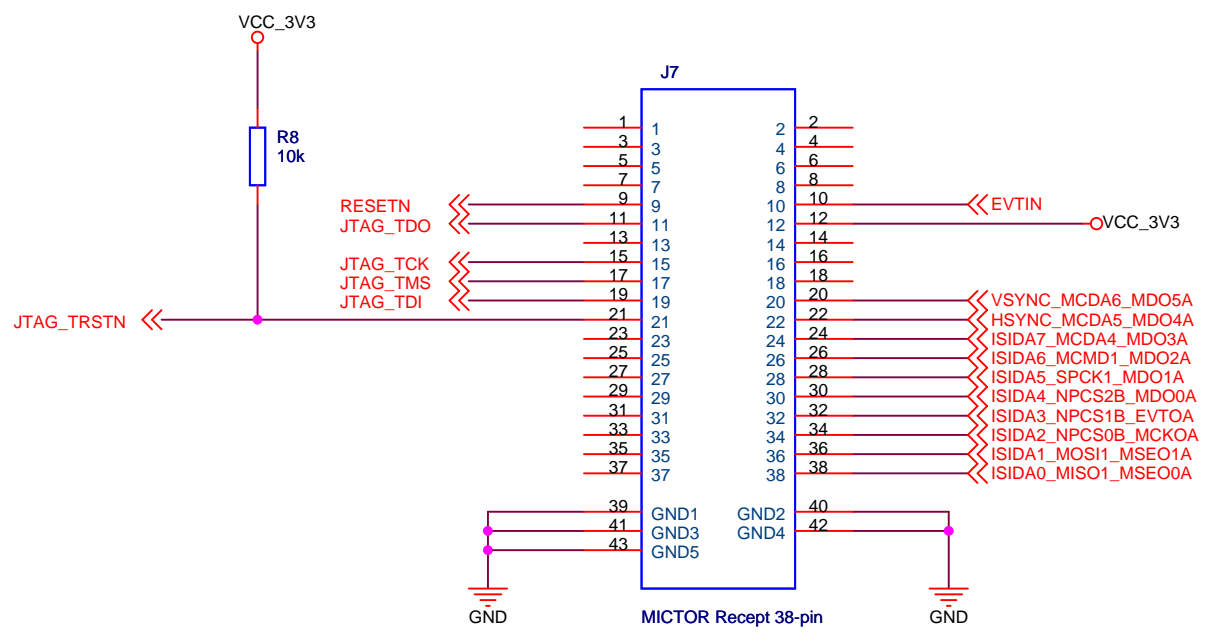 VCC_3V3
J7
R8
10k
1 1 2 2
3 3 4 4
5 5 6 6
7 7 8 8
RESETN 9 9 10 10 EVTIN
JTAG_TDO 11 11 12 12 VCC_3V3
13 13 14 14
JTAG_TCK 15 15 16 16
JTAG_TMS 17 17 18 18
JTAG_TDI 19 19 20 20 VSYNC_MCDA6_MDO5A
JTAG_TRSTN 21 21 22 22 HSYNC_MCDA5_MDO4A
23 23 24 24 ISIDA7_MCDA4_MDO3A
25 25 26 26 ISIDA6_MCMD1_MDO2A
27 27 28 28 ISIDA5_SPCK1_MDO1A
29 29 30 30 ISIDA4_NPCS2B_MDO0A
31 31 32 32 ISIDA3_NPCS1B_EVTOA
33 33 34 34 ISIDA2_NPCS0B_MCKOA
35 35 36 36 ISIDA1_MOSI1_MSEO1A
37 37 38 38 ISIDA0_MISO1_MSEO0A
39 GND1 GND2 40
41 GND3 GND4 42
43 GND5
GND MICTOR Recept 38-pin GND